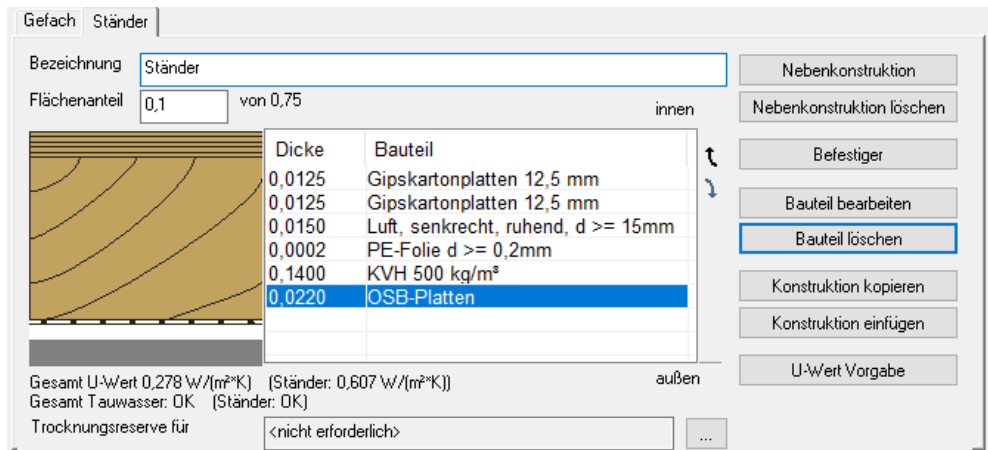 Gefach Ständer
Bezeichnung Ständer Nebenkonstruktion
Flächenanteil 0,1 von 0,75 innen Nebenkonstruktion löschen
Dicke Bauteil Befestiger
0,0125 Gipskartonplatten 12,5 mm
0,0125 Gipskartonplatten 12,5 mm Bauteil bearbeiten
0,0150 Luft, senkrecht, ruhend, d >= 15mm
0,0002 PE-Folie d >= 0,2mm Bauteil löschen
0,1400 KVH 500 kg/m³
0,0220 OSB-Platten Konstruktion kopieren
Konstruktion einfügen
außen U-Wert Vorgabe
Gesamt U-Wert 0,278 W/(m²*K) (Ständer: 0,607 W/(m²*K))
Gesamt Tauwasser: OK (Ständer: OK)
Trocknungsreserve für <nicht erforderlich> ...